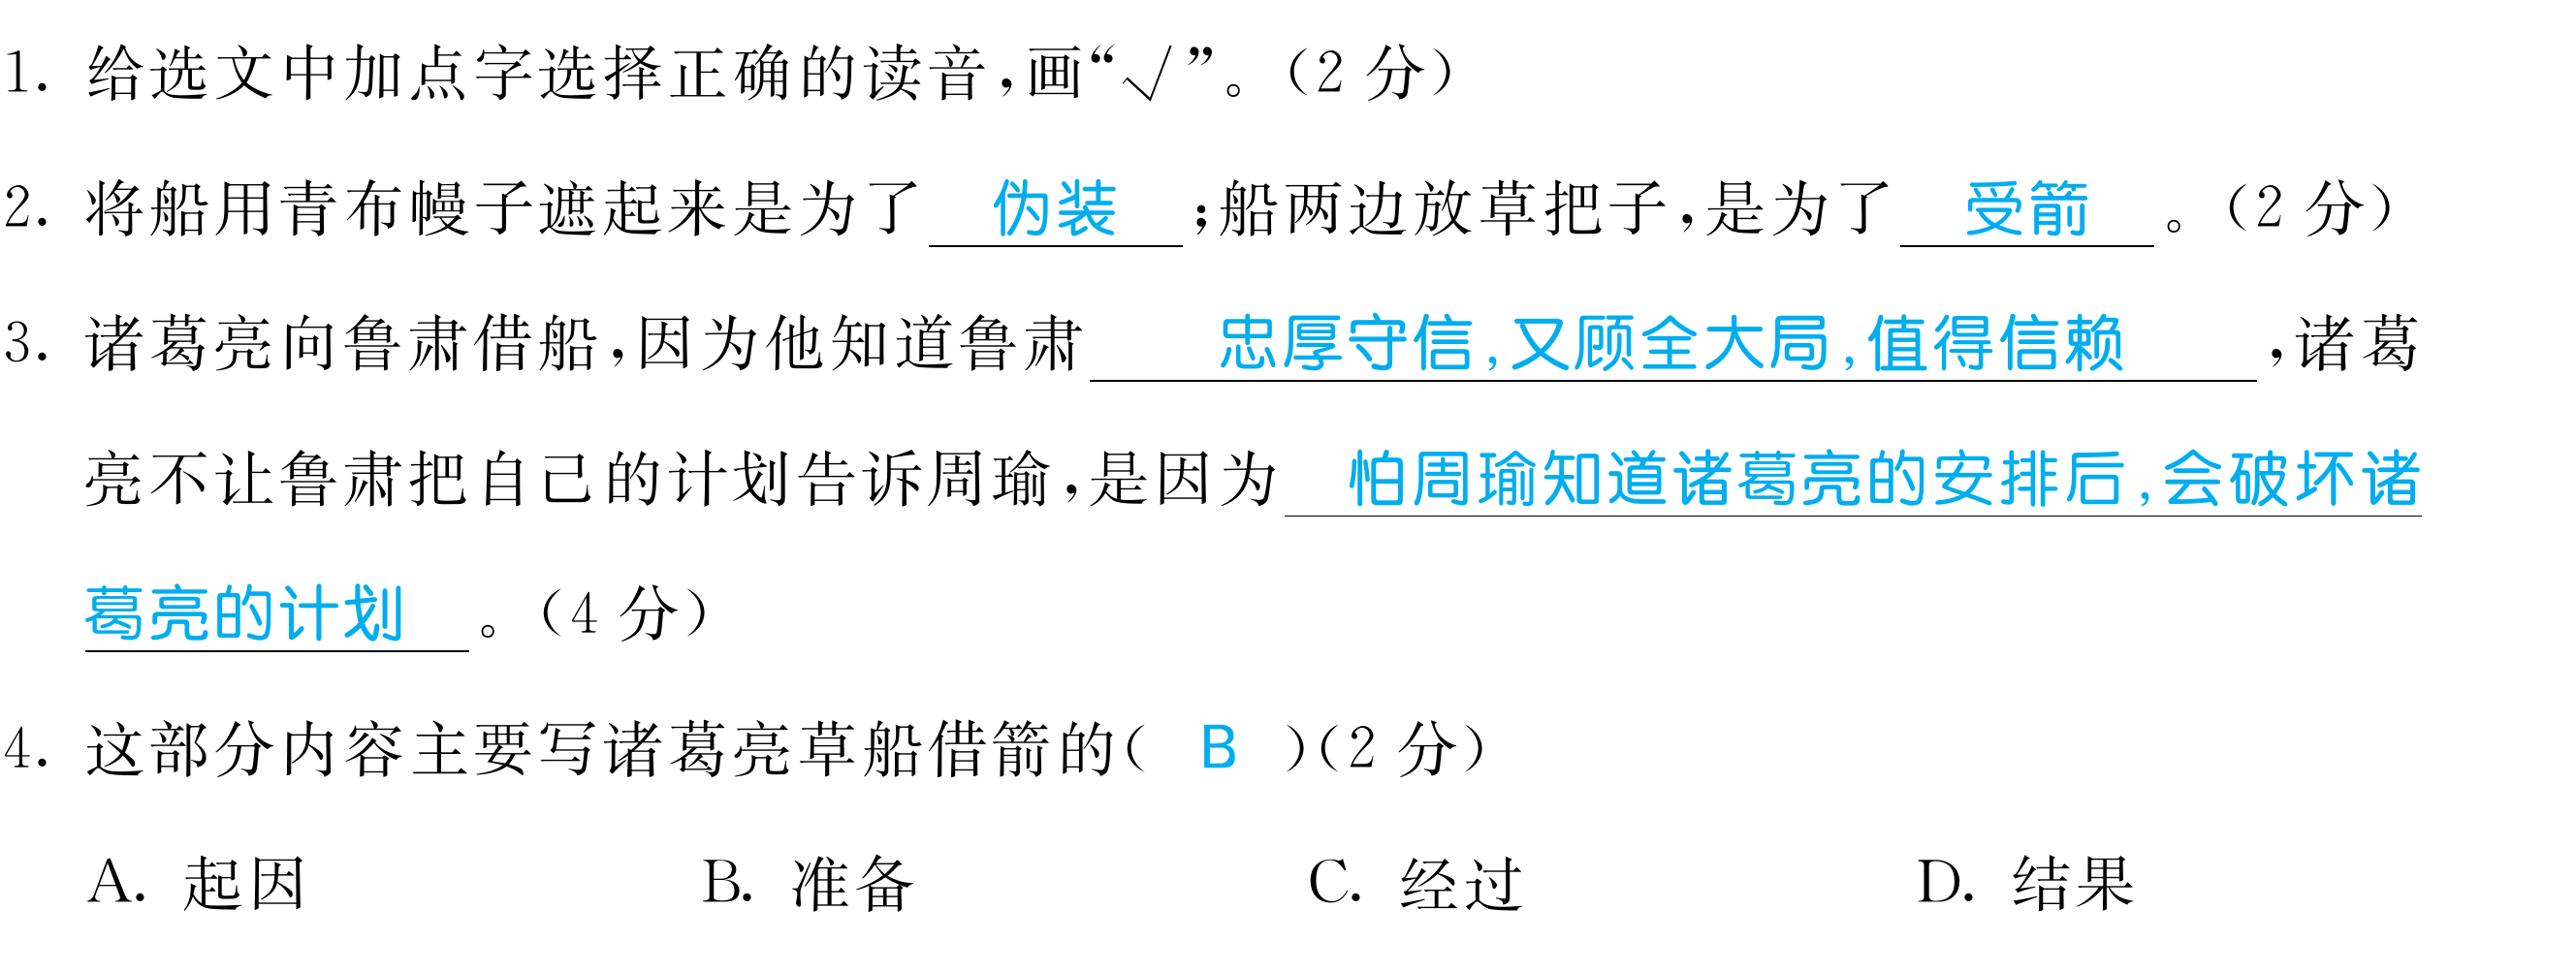 1. 给选文中加点字选择正确的读音,画“√”。(2 分)
2. 将船用青布幔子遮起来是为了 伪装 ;船两边放草把子,是为了 受箭 。(2 分)
3. 诸葛亮向鲁肃借船,因为他知道鲁肃 忠厚守信,又顾全大局,值得信赖 ,诸葛
亮不让鲁肃把自己的计划告诉周瑜,是因为 怕周瑜知道诸葛亮的安排后,会破坏诸
葛亮的计划 。(4 分)
4. 这部分内容主要写诸葛亮草船借箭的( B )(2 分)
A. 起因 B. 准备 C. 经过 D. 结果